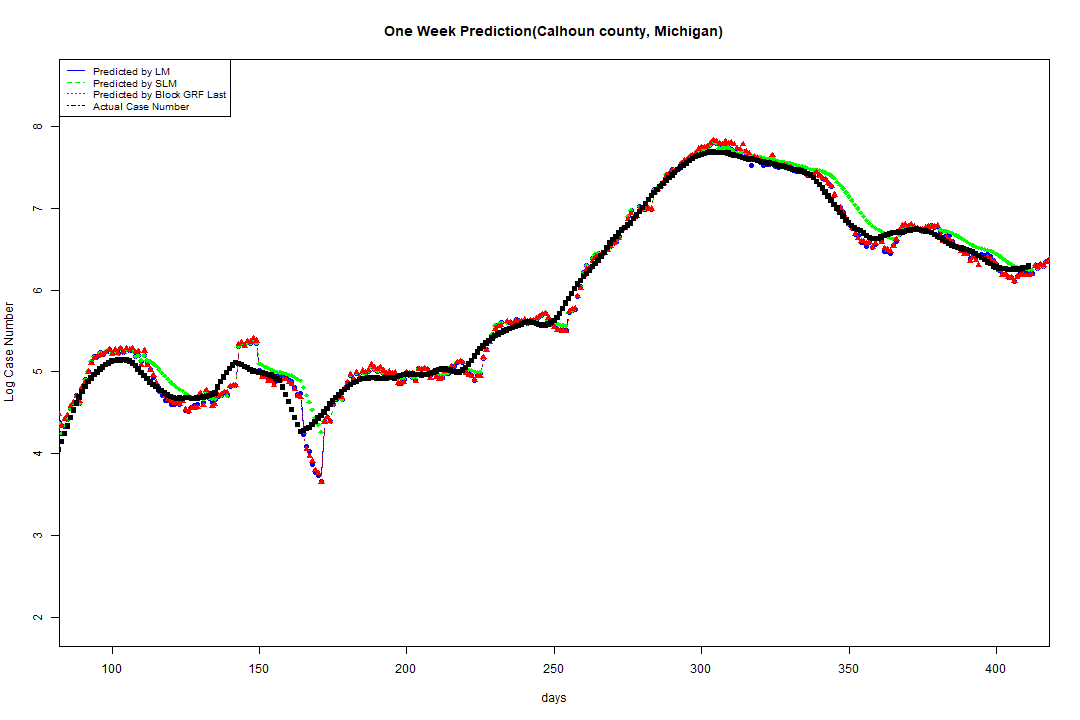 One Week Prediction(Calhoun county, Michigan)
Predicted by LM
Predicted by SLM
Predicted by Block GRF Last
Actual Case Number
8
7
6
5
4
3
2
Log Case Number
100 150 200 250 300 350 400
days